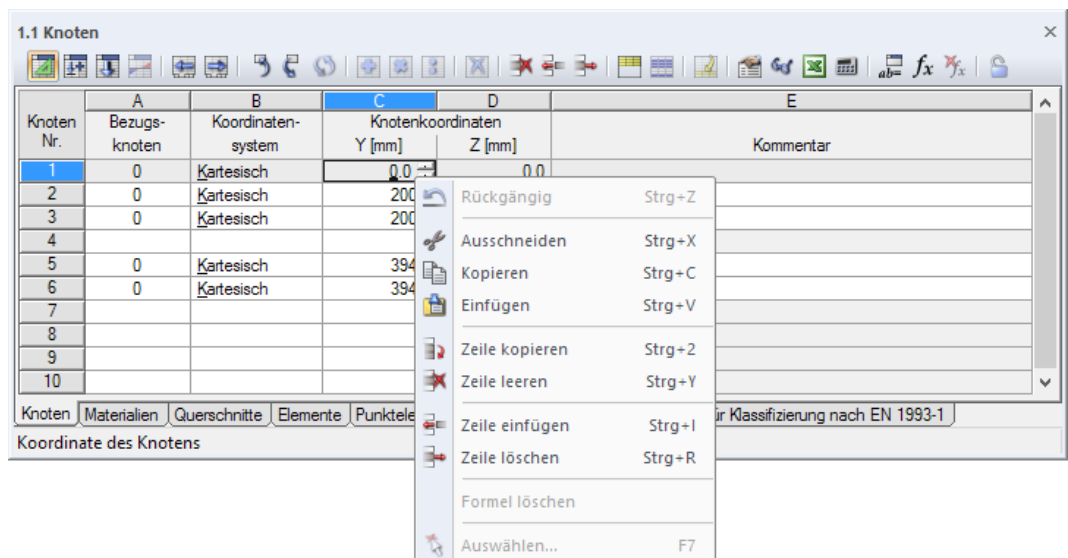 1.1 Knoten
A B C D E
Knoten Nr. Bezugs-knoten Koordinaten-system Knotenkoordinaten Y [mm] Z [mm] Kommentar
1 0 Kartesisch 0.0 0.0
2 0 Kartesisch 200
3 0 Kartesisch 200
4
5 0 Kartesisch 394
6 0 Kartesisch 394
7
8
9
10
Rückgängig Strg+Z
Ausschneiden Strg+X
Kopieren Strg+C
Einfügen Strg+V
Zeile kopieren Strg+2
Zeile leeren Strg+Y
Zeile einfügen Strg+I
Zeile löschen Strg+R
Formel löschen
Auswählen... F7
Knoten Materialien Querschnitte Elemente Punktele ür Klassifizierung nach EN 1993-1
Koordinate des Knotens